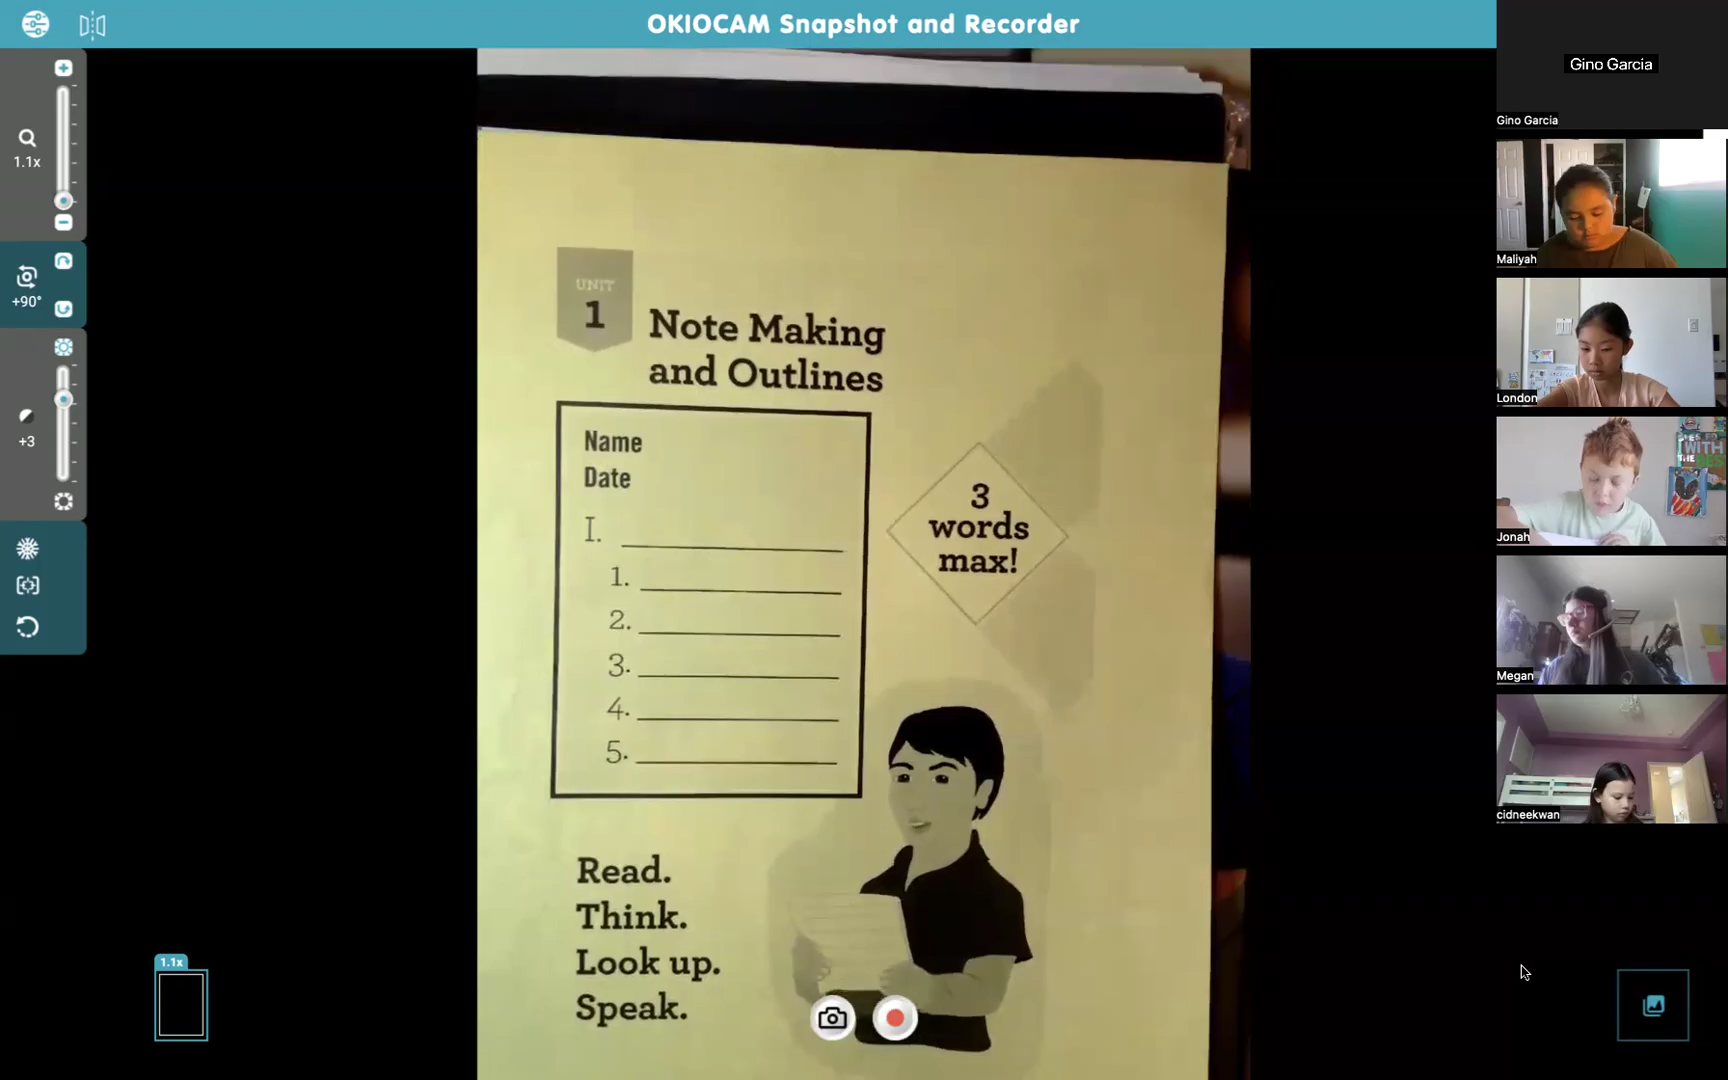 OKIOCAM Snapshot and Recorder
1.1x
+90°
+3
1.1x
UNIT
1
Note Making
and Outlines
Name
Date
I.
1.
2.
3.
4.
5.
3
words
max!
Read.
Think.
Look up.
Speak.
Gino Garcia
Gino Garcia
Maliyah
London
Jonah
WITH
THE
Megan
cidneekwan